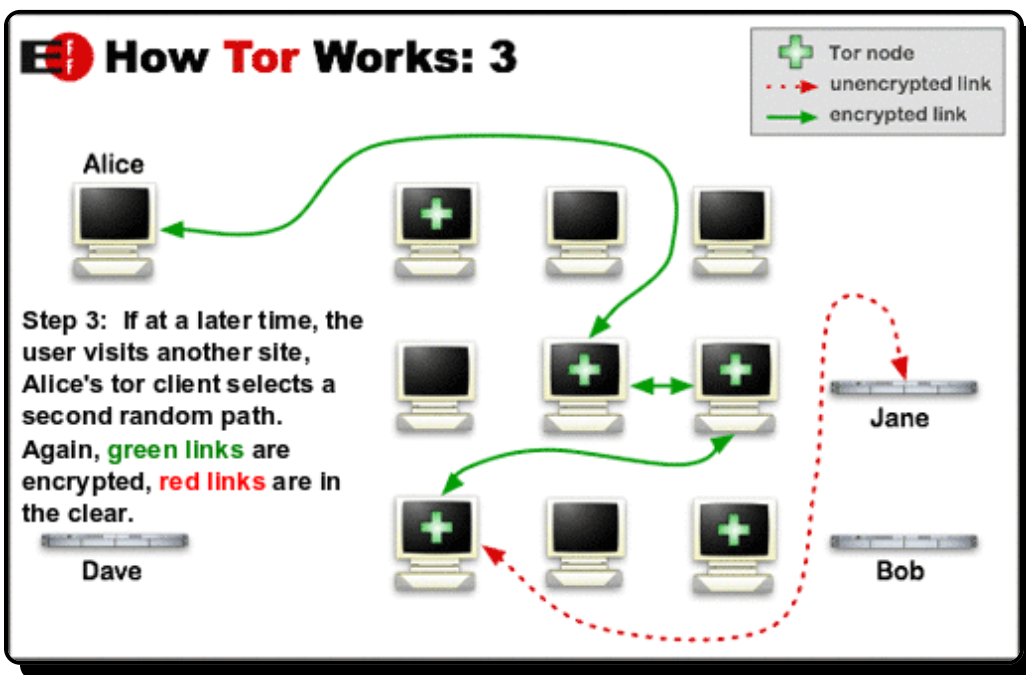 EFF How Tor Works: 3
Tor node
unencrypted link
encrypted link
Alice
Step 3: If at a later time, the
user visits another site,
Alice's tor client selects a
second random path.
Again, green links are
encrypted, red links are in
the clear.
Jane
Dave
Bob